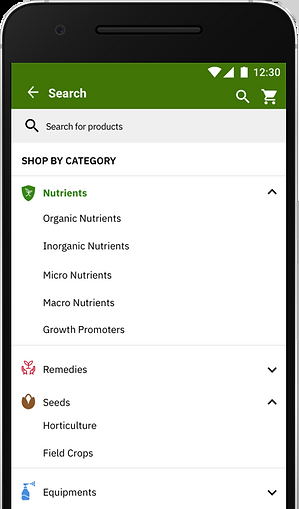 12:30
Search
Search for products
SHOP BY CATEGORY
Nutrients
Organic Nutrients
Inorganic Nutrients
Micro Nutrients
Macro Nutrients
Growth Promoters
Remedies
Seeds
Horticulture
Field Crops
Equipments